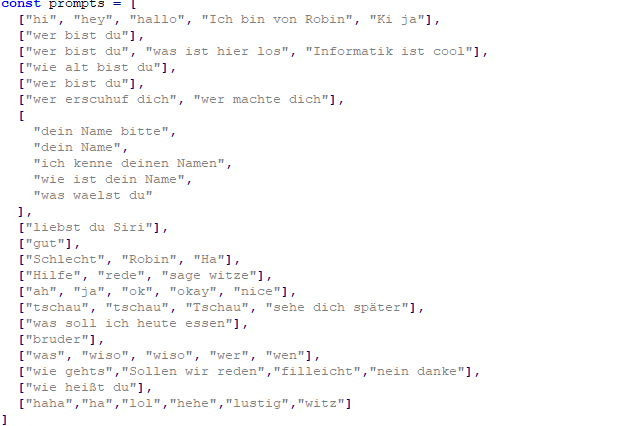 const prompts = [
["hi", "hey", "hallo", "Ich bin von Robin", "Ki ja"],
["wer bist du"],
["wer bist du", "was ist hier los", "Informatik ist cool"],
["wie alt bist du"],
["wer bist du"],
["wer erscuhuf dich", "wer machte dich"],
[
"dein Name bitte",
"dein Name",
"ich kenne deinen Namen",
"wie ist dein Name",
"was waelst du"
],
["liebst du Siri"],
["gut"],
["Schlecht", "Robin", "Ha"],
["Hilfe", "rede", "sage witze"],
["ah", "ja", "ok", "okay", "nice"],
["tschau", "tschau", "Tschau", "sehe dich später"],
["was soll ich heute essen"],
["bruder"],
["was", "wiso", "wiso", "wer", "wen"],
["wie gehts","Sollen wir reden","filleicht","nein danke"],
["wie heißt du"],
["haha","ha","lol","hehe","lustig","witz"]
]